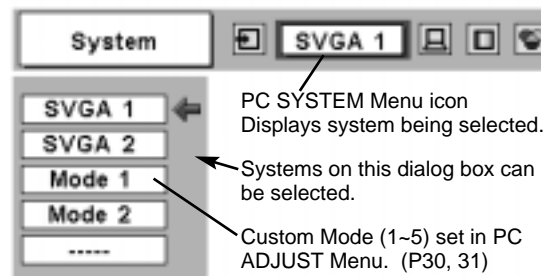 System
SVGA 1
SVGA 1
SVGA 2
Mode 1
Mode 2
-----
PC SYSTEM Menu icon
Displays system being selected.
Systems on this dialog box can
be selected.
Custom Mode (1~5) set in PC
ADJUST Menu. (P30, 31)